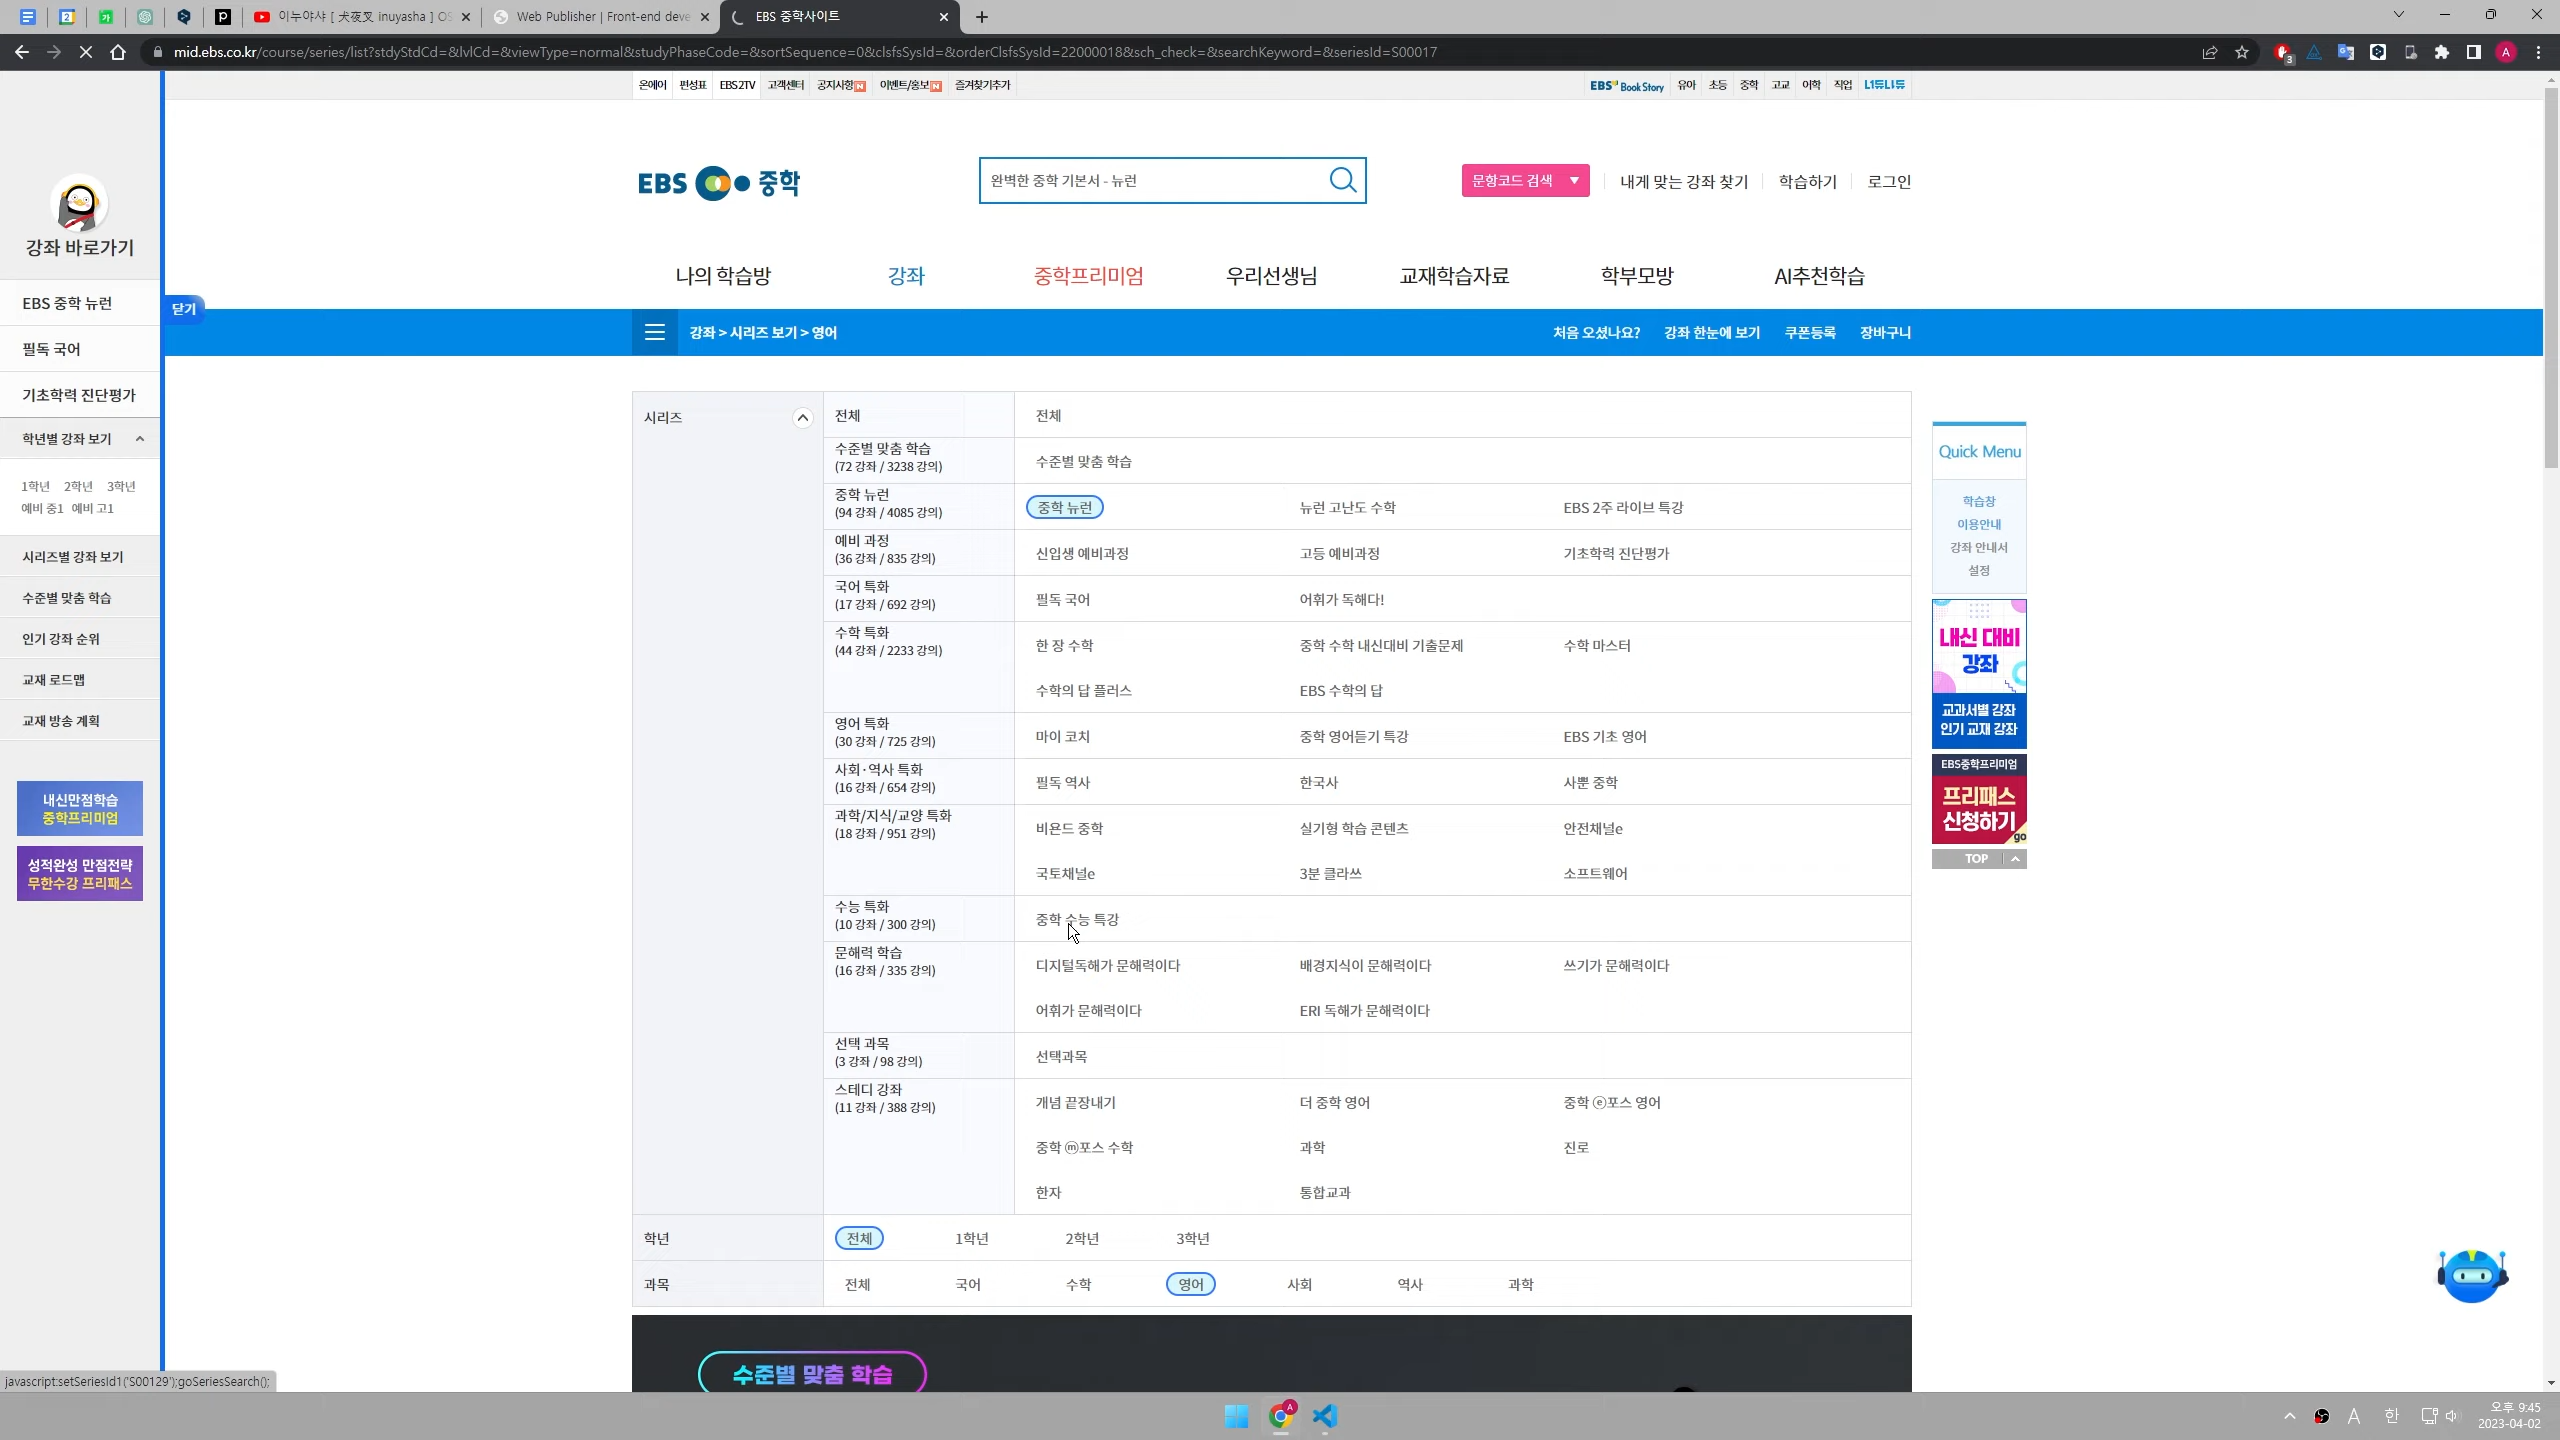 이누야샤 [ 犬夜叉 inuyasha ] OS
Web Publisher | Front-end deve
EBS 중학사이트
mid.ebs.co.kr/course/series/list?stdyStdCd=&lvlCd=&viewType=normal&studyPhaseCode=&sortSequence=0&clsfsSysId=&orderClsfsSysId=22000018&sch_check=&searchKeyword=&seriesId=S00017
온에어 편성표 EBS2TV 고객센터 공지사항 N 이벤트/홍보 N 즐겨찾기추가
EBS Book Story 유아 초등 중학 고교 어학 직업
EBS 중학
완벽한 중학 기본서 - 뉴런
문항코드 검색 ▼
내게 맞는 강좌 찾기 학습하기 로그인
나의 학습방 강좌 중학프리미엄 우리선생님 교재학습자료 학부모방 AI추천학습
강좌 > 시리즈 보기 > 영어
처음 오셨나요? 강좌 한눈에 보기 쿠폰등록 장바구니
강좌 바로가기
EBS 중학 뉴런
닫기
필독 국어
기초학력 진단평가
학년별 강좌 보기
1학년 2학년 3학년
예비 중1 예비 고1
시리즈별 강좌 보기
수준별 맞춤 학습
인기 강좌 순위
교재 로드맵
교재 방송 계획
내신만점학습
중학프리미엄
성적완성 만점전략
무한수강 프리패스
시리즈
전체
전체
수준별 맞춤 학습
(72 강좌 / 3238 강의)
수준별 맞춤 학습
중학 뉴런
(94 강좌 / 4085 강의)
중학 뉴런 뉴런 고난도 수학 EBS 2주 라이브 특강
예비 과정
(36 강좌 / 835 강의)
신입생 예비과정 고등 예비과정 기초학력 진단평가
국어 특화
(17 강좌 / 692 강의)
필독 국어 어휘가 독해다!
수학 특화
(44 강좌 / 2233 강의)
한 장 수학 중학 수학 내신대비 기출문제 수학 마스터
수학의 답 플러스 EBS 수학의 답
영어 특화
(30 강좌 / 725 강의)
마이 코치 중학 영어듣기 특강 EBS 기초 영어
사회·역사 특화
(16 강좌 / 654 강의)
필독 역사 한국사 사뿐 중학
과학/지식/교양 특화
(18 강좌 / 951 강의)
비욘드 중학 실기형 학습 콘텐츠 안전채널e
국토채널e 3분 클라쓰 소프트웨어
수능 특화
(10 강좌 / 300 강의)
중학 수능 특강
문해력 학습
(16 강좌 / 335 강의)
디지털독해가 문해력이다 배경지식이 문해력이다 쓰기가 문해력이다
어휘가 문해력이다 ERI 독해가 문해력이다
선택 과목
(3 강좌 / 98 강의)
선택과목
스테디 강좌
(11 강좌 / 388 강의)
개념 끝장내기 더 중학 영어 중학 ⓔ포스 영어
중학 ⓜ포스 수학 과학 진로
한자 통합교과
학년 전체 1학년 2학년 3학년
과목 전체 국어 수학 영어 사회 역사 과학
수준별 맞춤 학습
Quick Menu
학습창
이용안내
강좌 안내서
설정
내신 대비
강좌
교과서별 강좌
인기 교재 강좌
EBS중학프리미엄
프리패스
신청하기
go
TOP
javascript:setSeriesId1('S00129');goSeriesSearch();
A 한
오후 9:45
2023-04-02